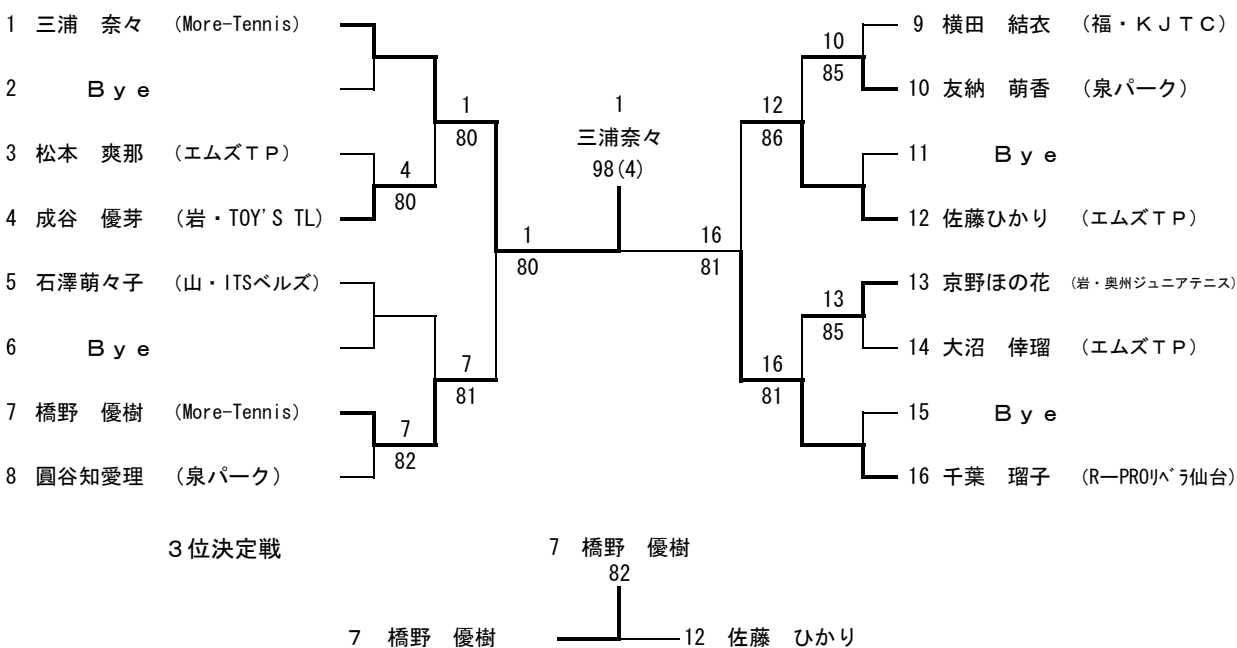 1 三浦　奈々 (More-Tennis)
2 Ｂｙｅ
3 松本　爽那 (エムズＴＰ)
4 成谷　優芽 (岩・TOY'S TL)
5 石澤萌々子 (山・ITSベルズ)
6 Ｂｙｅ
7 橋野　優樹 (More-Tennis)
8 圓谷知愛理 (泉パーク)
4
80
7
82
1
80
7
81
1
80
1
三浦奈々
98(4)
16
81
12
86
16
81
10
85
13
85
9 横田　結衣 (福・ＫＪＴＣ)
10 友納　萌香 (泉パーク)
11 Ｂｙｅ
12 佐藤ひかり (エムズＴＰ)
13 京野ほの花 (岩・奥州ジュニアテニス)
14 大沼　倖瑠 (エムズＴＰ)
15 Ｂｙｅ
16 千葉　瑠子 (R―PROﾘﾍﾞﾗ仙台)
３位決定戦
7 橋野　優樹
82
7 橋野　優樹
12 佐藤　ひかり